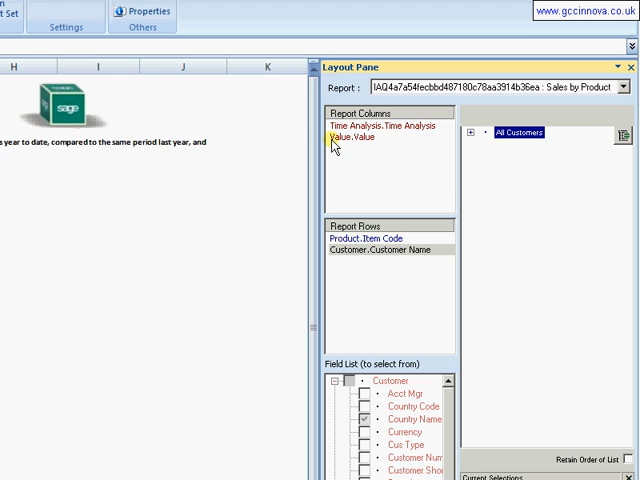 n
et Set
Properties
www.gccinnova.co.uk
Settings
Others
H
I
J
K
Layout Pane
sage
Report :
IAQ4a7a54fecbbd487180c78aa3914b36ea : Sales by Product
s year to date, compared to the same period last year, and
Report Columns
Time Analysis.Time Analysis
Value.Value
All Customers
Report Rows
Product.Item Code
Customer.Customer Name
Field List (to select from)
Customer
Acct Mgr
Country Code
Country Name
Currency
Cus Type
Customer Num
Customer Shor
Retain Order of List
Current Selections